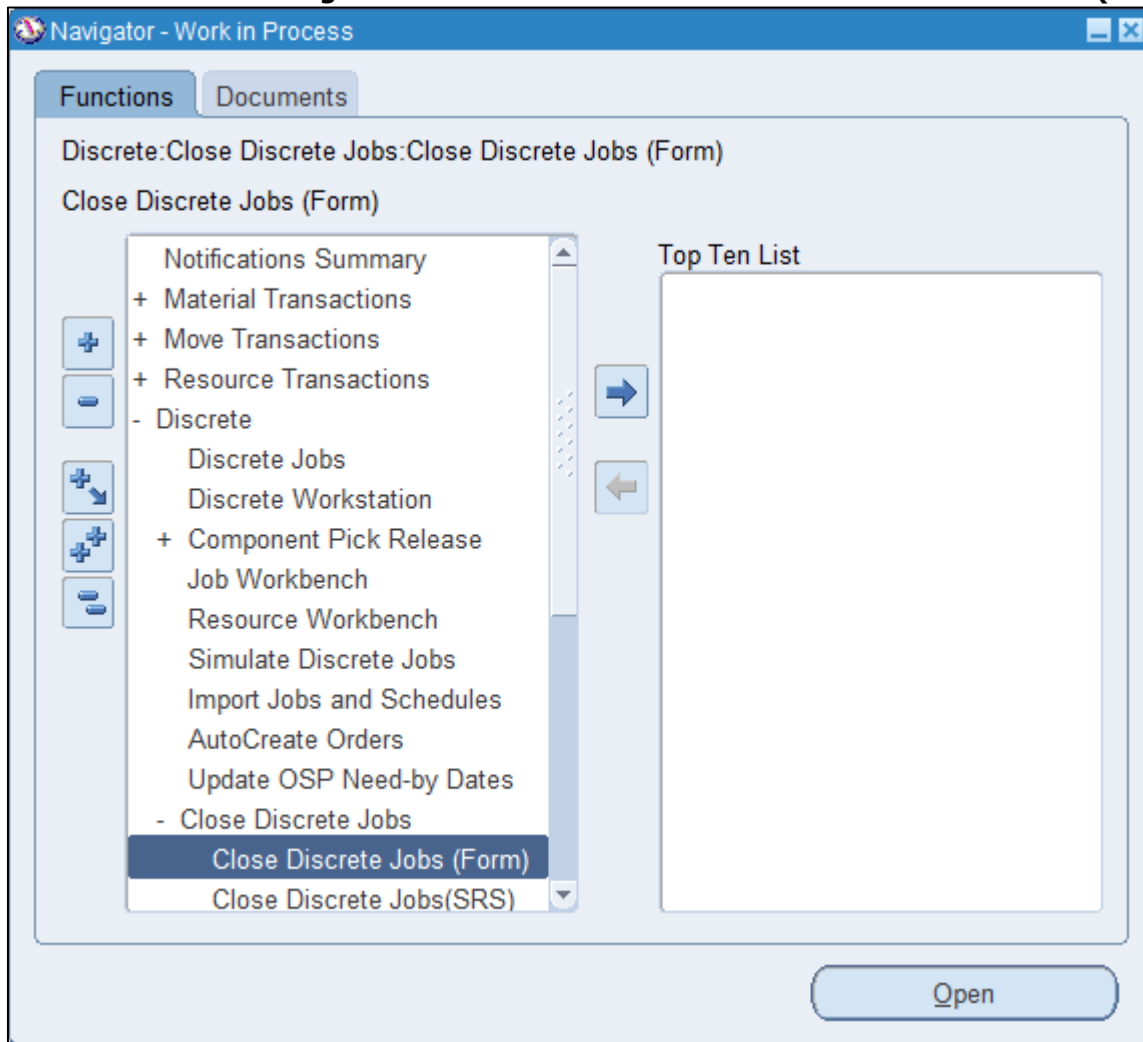 Navigator - Work in Process
Functions
Documents
Discrete:Close Discrete Jobs:Close Discrete Jobs (Form)
Close Discrete Jobs (Form)
Notifications Summary
+ Material Transactions
+ Move Transactions
+ Resource Transactions
- Discrete
Discrete Jobs
Discrete Workstation
+ Component Pick Release
Job Workbench
Resource Workbench
Simulate Discrete Jobs
Import Jobs and Schedules
AutoCreate Orders
Update OSP Need-by Dates
- Close Discrete Jobs
Close Discrete Jobs (Form)
Close Discrete Jobs(SRS)
Top Ten List
Open